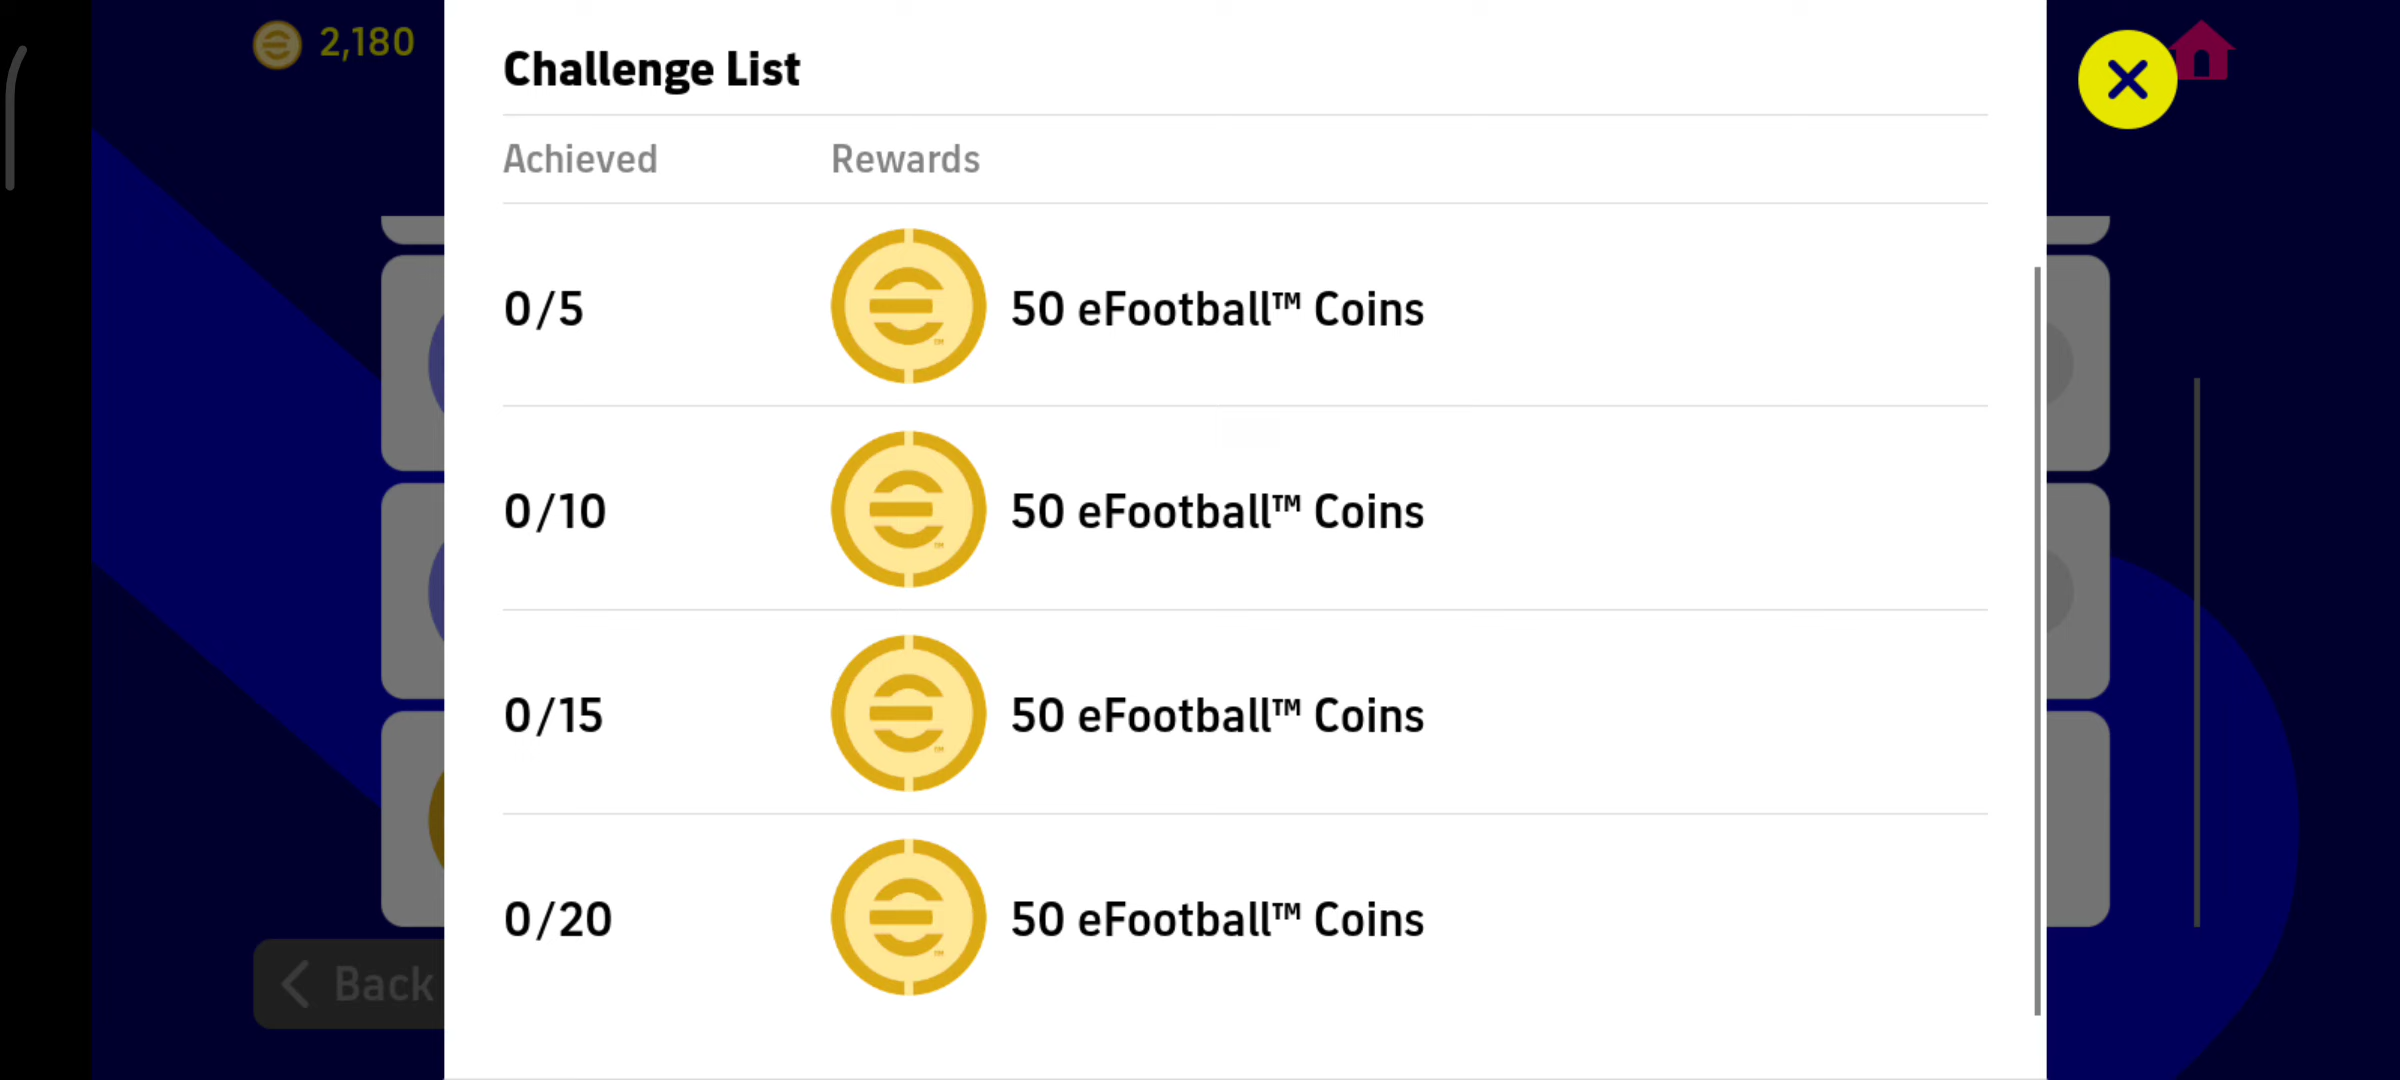 2,180
Challenge List
Achieved Rewards
0/5 50 eFootball™ Coins
0/10 50 eFootball™ Coins
0/15 50 eFootball™ Coins
0/20 50 eFootball™ Coins
Back